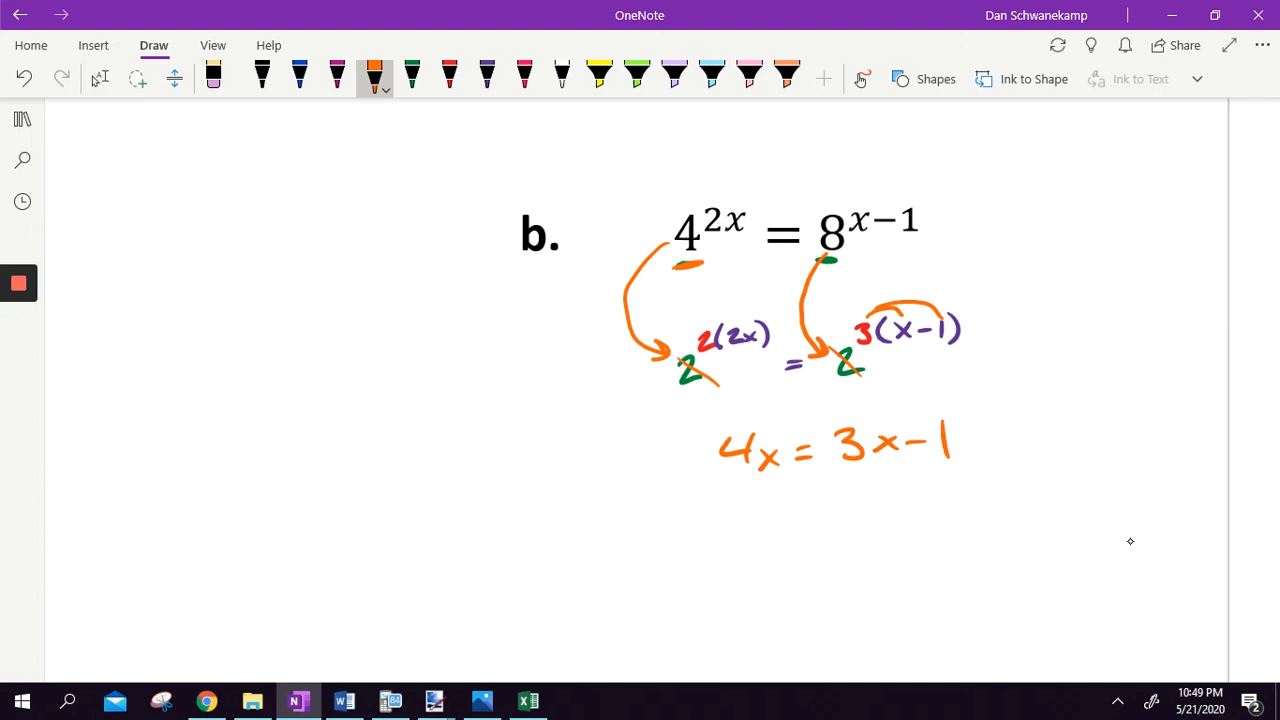 OneNote
Dan Schwanekamp
Home Insert Draw View Help
Share
Shapes Ink to Shape Ink to Text
b. 4^{2x} = 8^{x-1}
2^{2(2x)} = 2^{3(x-1)}
4x = 3x-1
10:49 PM
5/21/2020
2